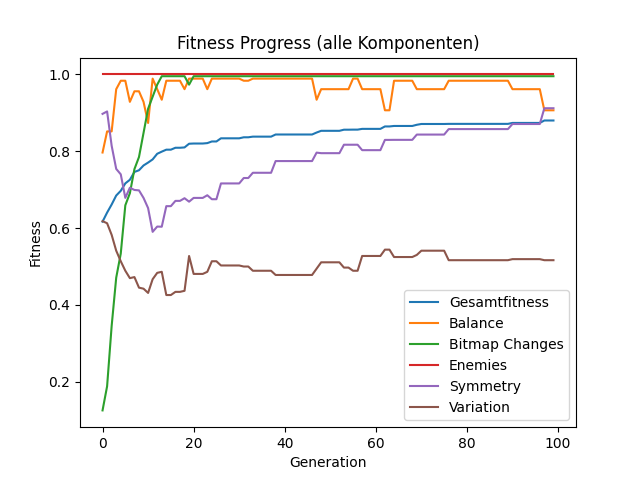 Fitness Progress (alle Komponenten)
Fitness
1.0
0.8
0.6
0.4
0.2
0
20
40
60
80
100
Generation
Gesamtfitness
Balance
Bitmap Changes
Enemies
Symmetry
Variation